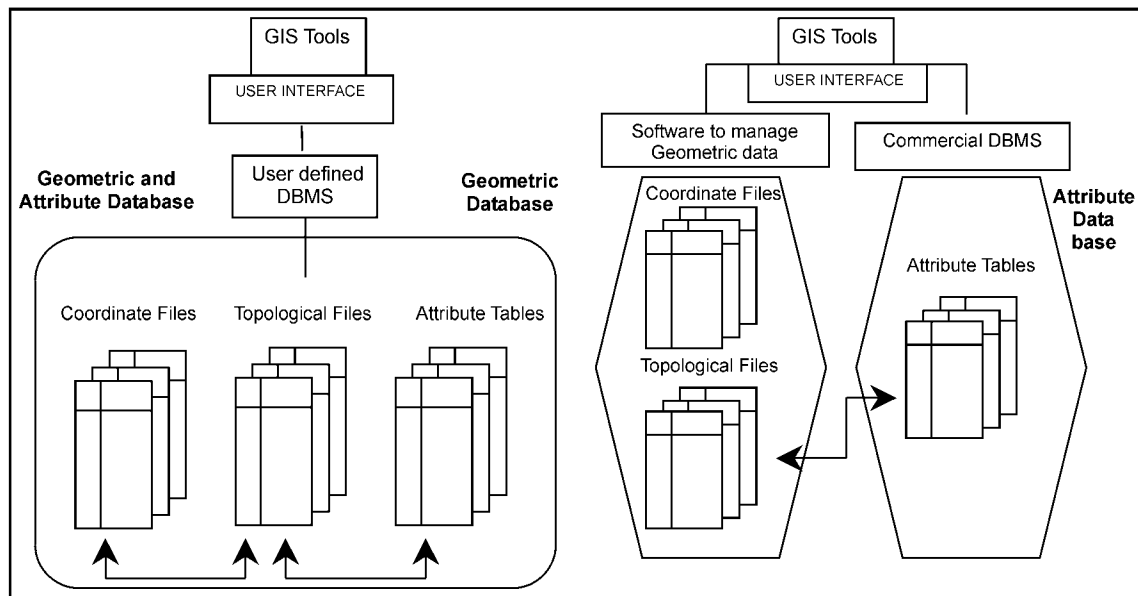 GIS Tools
USER INTERFACE
User defined
DBMS
Geometric and
Attribute Database
Geometric
Database
Coordinate Files
Topological Files
Attribute Tables
GIS Tools
USER INTERFACE
Software to manage
Geometric data
Commercial DBMS
Coordinate Files
Topological Files
Attribute
Data
base
Attribute Tables